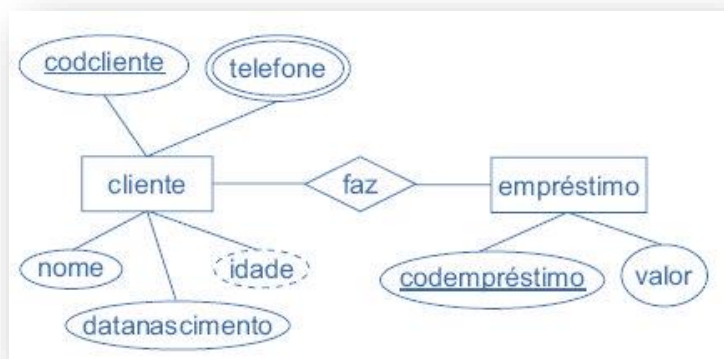 codcliente
telefone
cliente
faz
empréstimo
nome
idade
codempréstimo
valor
datanascimento